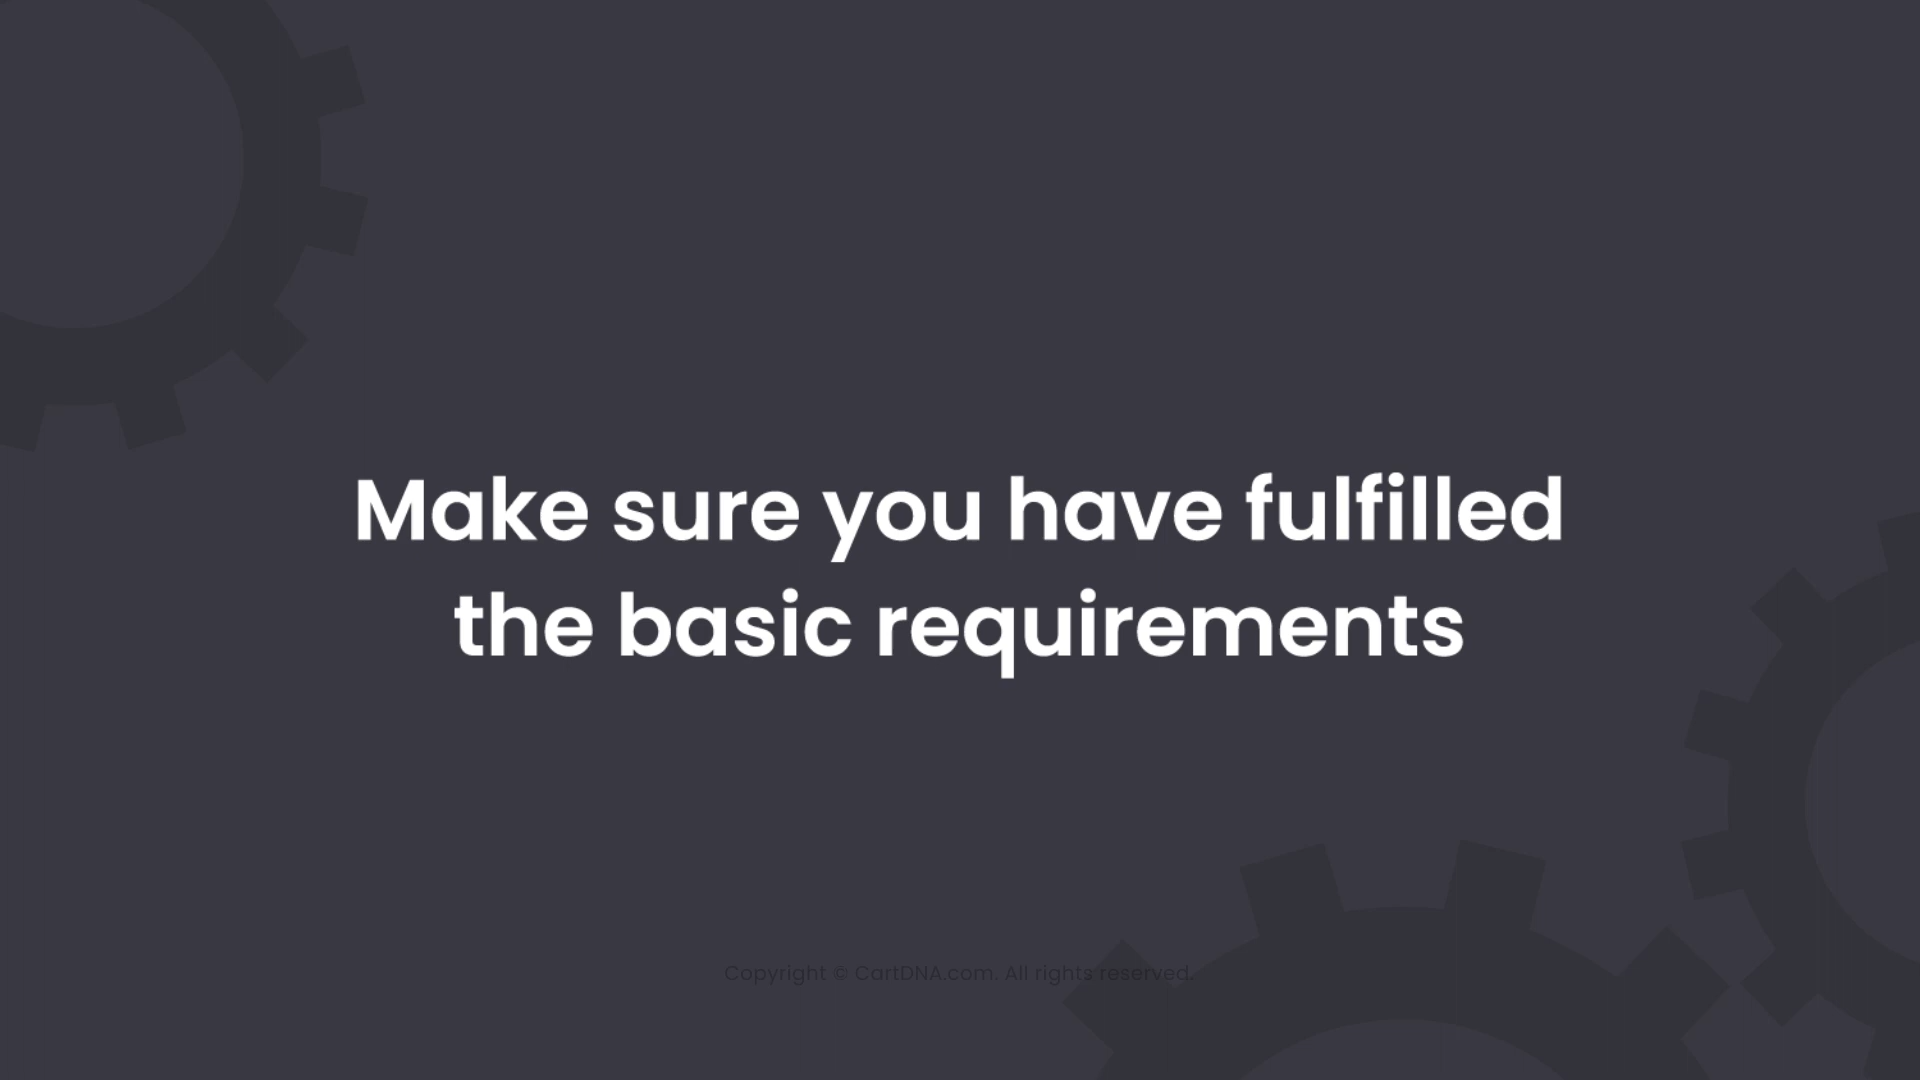 Make sure you have fulfilled
the basic requirements
Copyright © CartDNA.com. All rights reserved.